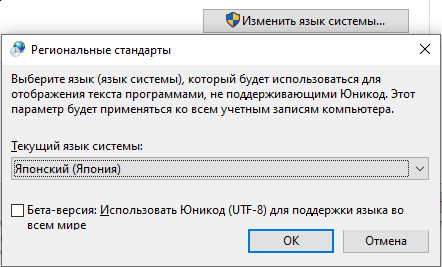 Изменить язык системы...
Региональные стандарты
Выберите язык (язык системы), который будет использоваться для
отображения текста программами, не поддерживающими Юникод. Этот
параметр будет применяться ко всем учетным записям компьютера.
Текущий язык системы:
Японский (Япония)
Бета-версия: Использовать Юникод (UTF-8) для поддержки языка во
всем мире
ОК
Отмена